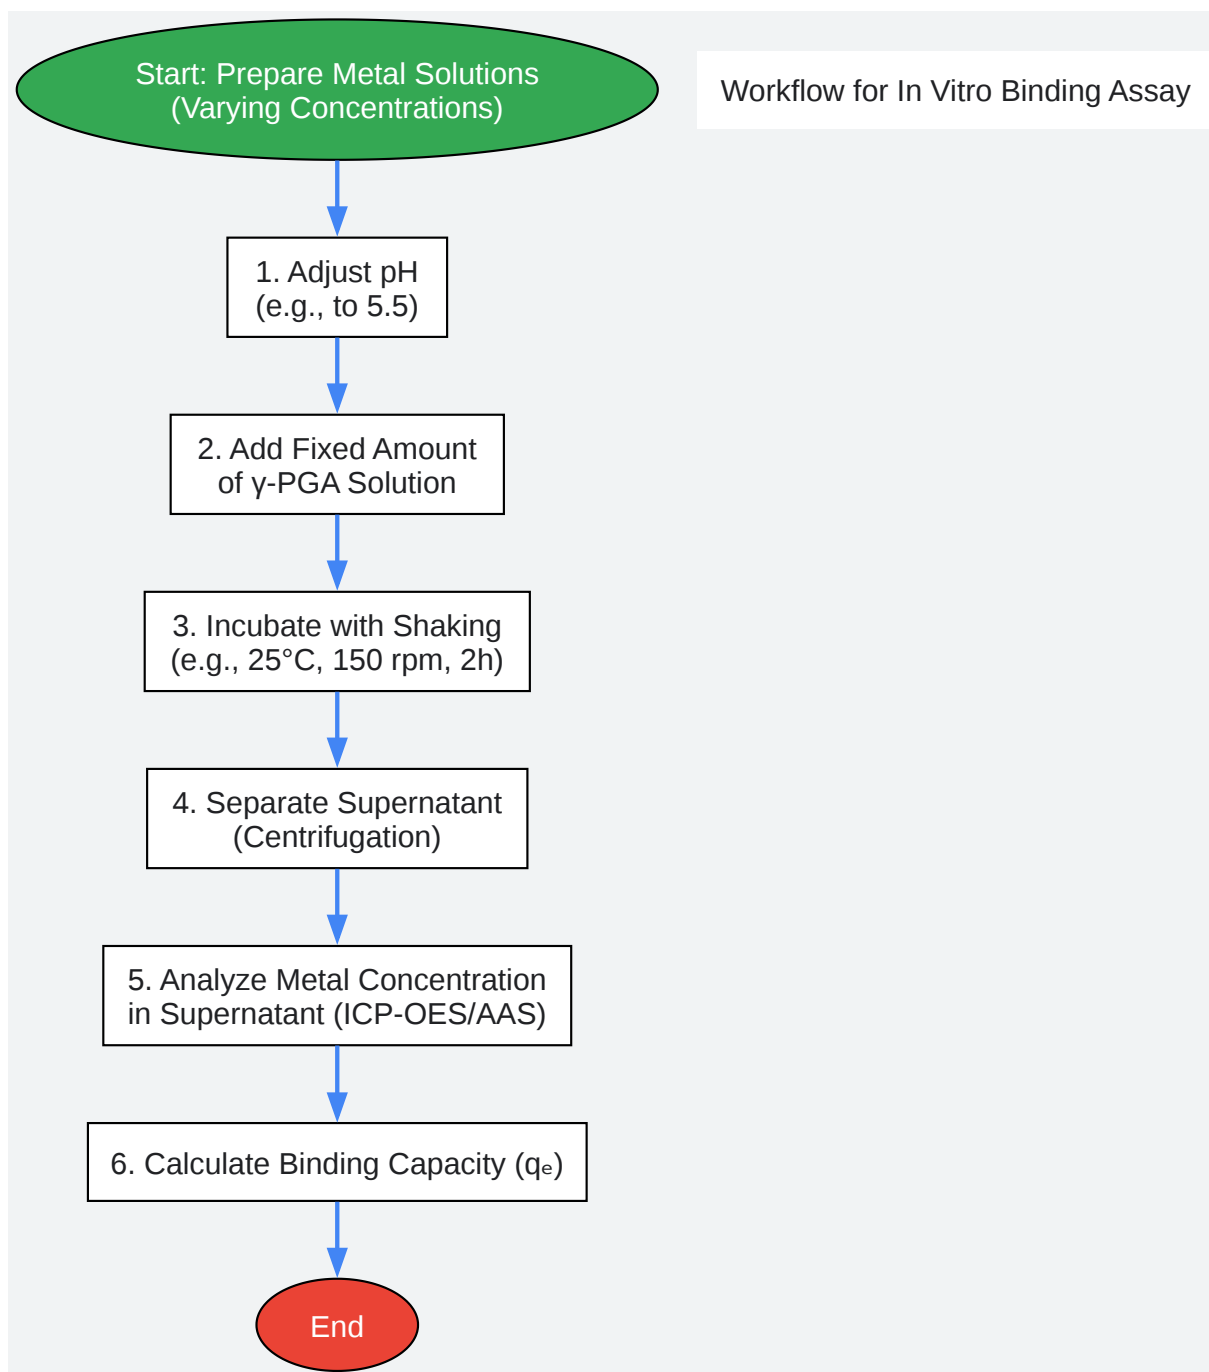 Start: Prepare Metal Solutions
(Varying Concentrations)
Workflow for In Vitro Binding Assay
1. Adjust pH
(e.g., to 5.5)
2. Add Fixed Amount
of γ-PGA Solution
3. Incubate with Shaking
(e.g., 25°C, 150 rpm, 2h)
4. Separate Supernatant
(Centrifugation)
5. Analyze Metal Concentration
in Supernatant (ICP-OES/AAS)
6. Calculate Binding Capacity (qₑ)
End